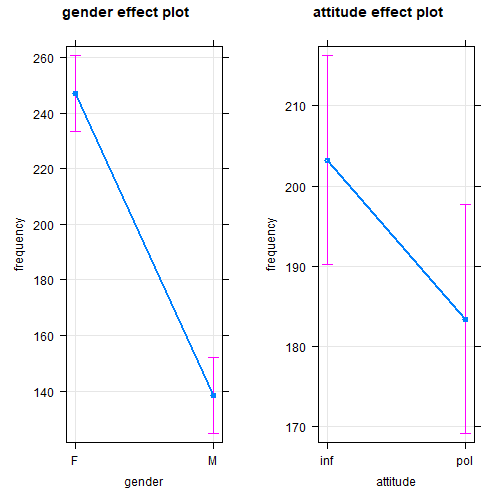 gender effect plot
frequency
260
240
220
200
180
160
140
F
M
gender
attitude effect plot
frequency
210
200
190
180
170
inf
pol
attitude